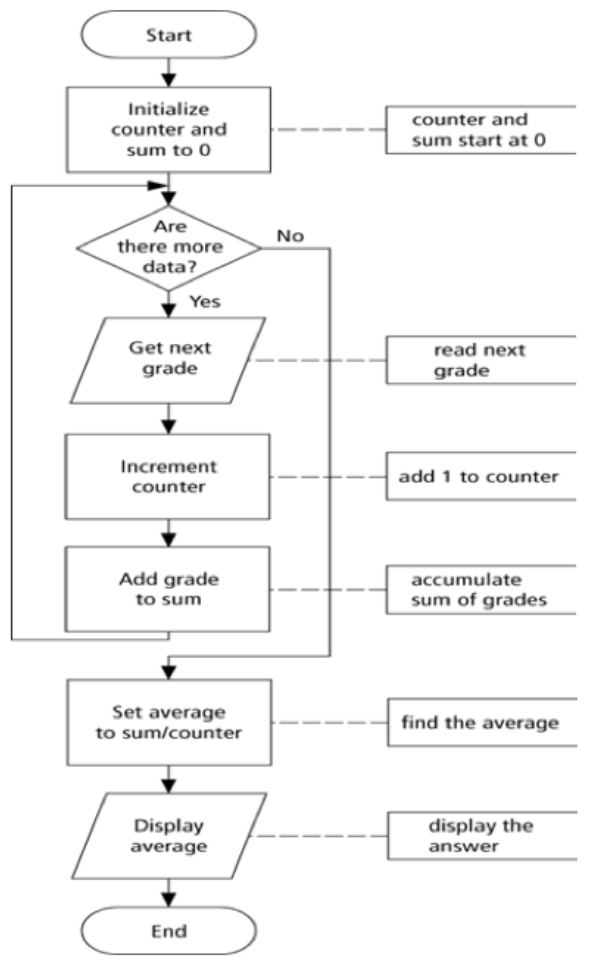 Start
Initialize
counter and
sum to 0
counter and
sum start at 0
Are
there more
data?
No
Yes
Get next
grade
read next
grade
Increment
counter
add 1 to counter
Add grade
to sum
accumulate
sum of grades
Set average
to sum/counter
find the average
Display
average
display the
answer
End